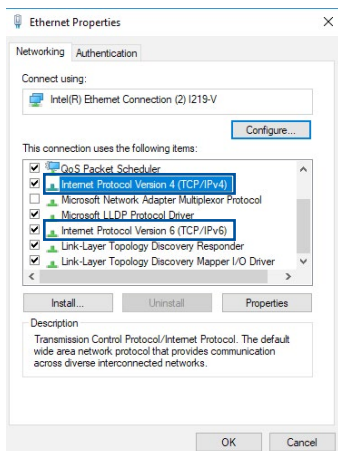 Ethernet Properties
Networking Authentication
Connect using:
Intel(R) Ethernet Connection (2) I219-V
Configure...
This connection uses the following items:
QoS Packet Scheduler
Internet Protocol Version 4 (TCP/IPv4)
Microsoft Network Adapter Multiplexor Protocol
Microsoft LLDP Protocol Driver
Internet Protocol Version 6 (TCP/IPv6)
Link-Layer Topology Discovery Responder
Link-Layer Topology Discovery Mapper I/O Driver
Install... Uninstall Properties
Description
Transmission Control Protocol/Internet Protocol. The default
wide area network protocol that provides communication
across diverse interconnected networks.
OK Cancel